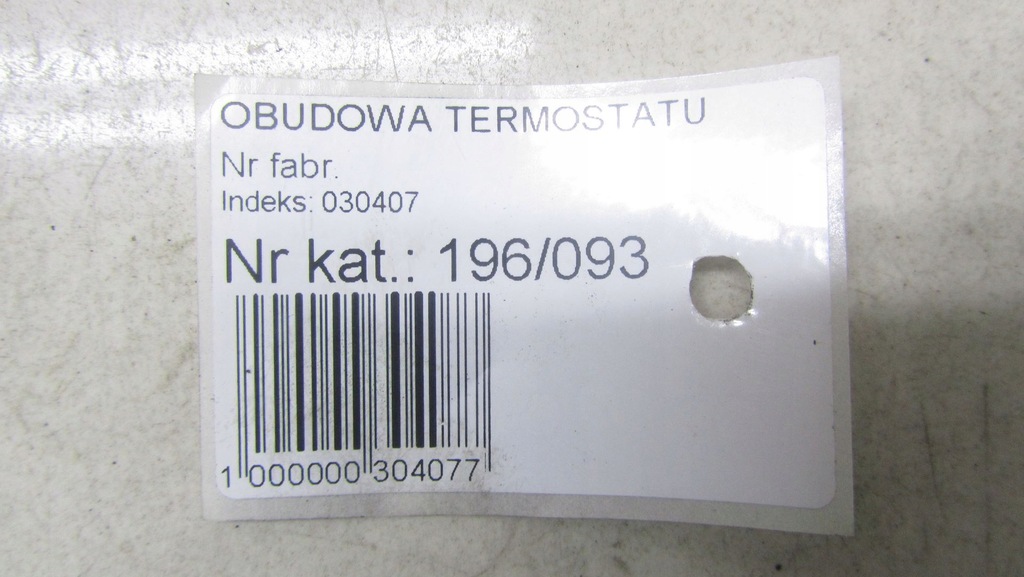 OBUDOWA TERMOSTATU
Nr fabr.
Indeks: 030407
Nr kat.: 196/093
1 000000 304077